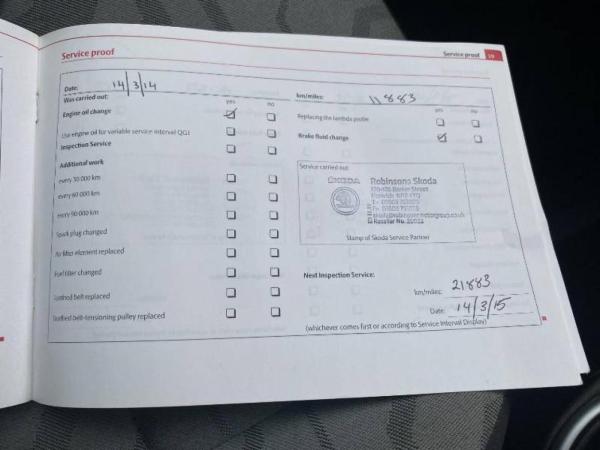 Service proof
Service proof 19
Date: 14/3/14
km/miles: 11883
Was carried out:
yes no
yes no
Engine oil change
Replacing the lambda probe
Use engine oil for variable service interval QG1
Brake fluid change
Inspection Service
Additional work
Service carried out
every 30 000 km
SKODA Robinsons Skoda
every 60 000 km
every 90 000 km
Spark plug changed
Stamp of Skoda Service Partner
Air filter element replaced
Fuel filter changed
Next Inspection Service:
km/miles: 21883
Toothed belt replaced
Date: 14/3/15
Toothed belt-tensioning pulley replaced
(whichever comes first or according to Service Interval Display)